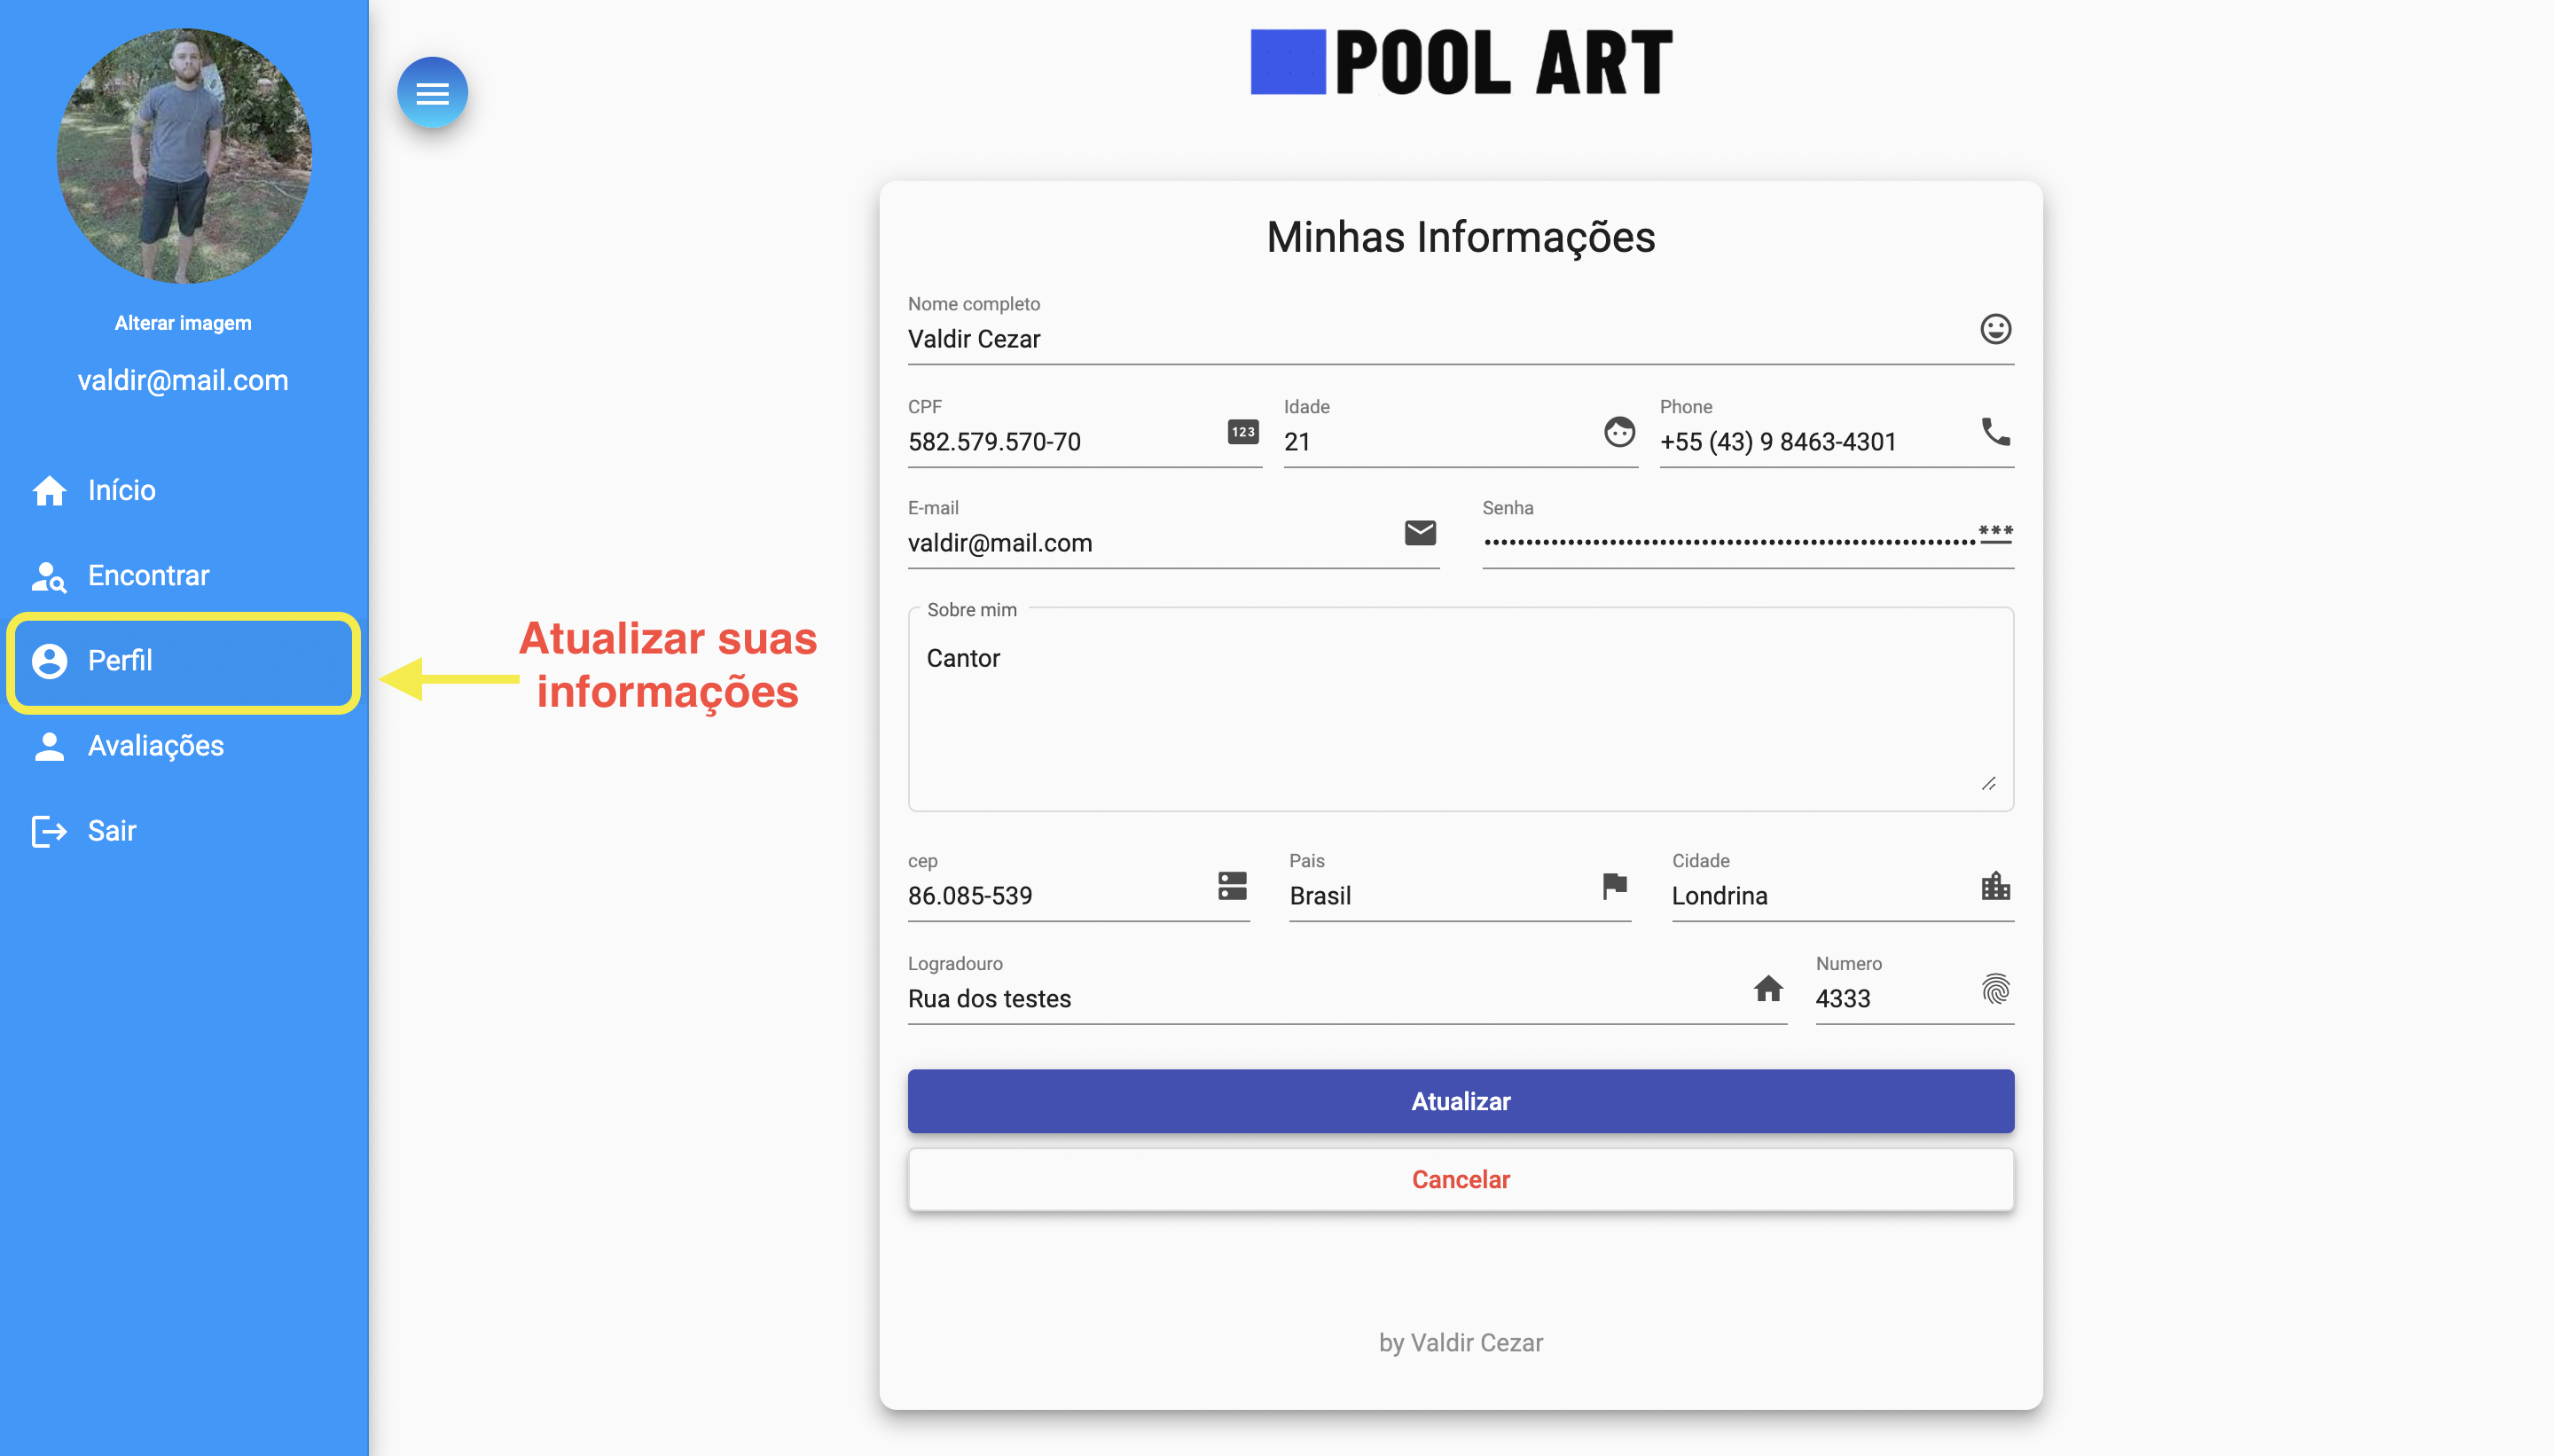 POOL ART
Alterar imagem
valdir@mail.com
Início
Encontrar
Perfil
Avaliações
Sair
Atualizar suas
informações
Minhas Informações
Nome completo
Valdir Cezar
CPF
582.579.570-70
123
Idade
21
Phone
+55 (43) 9 8463-4301
E-mail
valdir@mail.com
Senha
***
Sobre mim
Cantor
cep
86.085-539
Pais
Brasil
Cidade
Londrina
Logradouro
Rua dos testes
Numero
4333
Atualizar
Cancelar
by Valdir Cezar